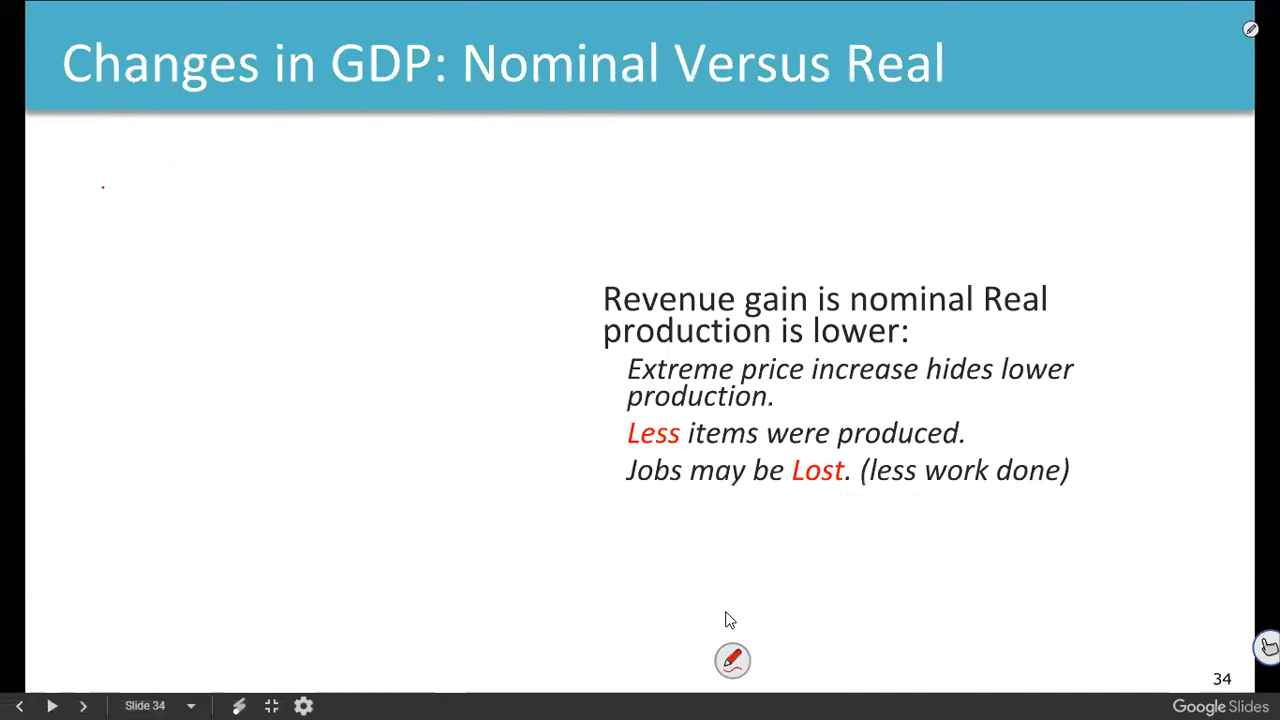 Changes in GDP: Nominal Versus Real
Revenue gain is nominal Real
production is lower:
Extreme price increase hides lower
production.
Less items were produced.
Jobs may be Lost. (less work done)
34
Slide 34
Google Slides